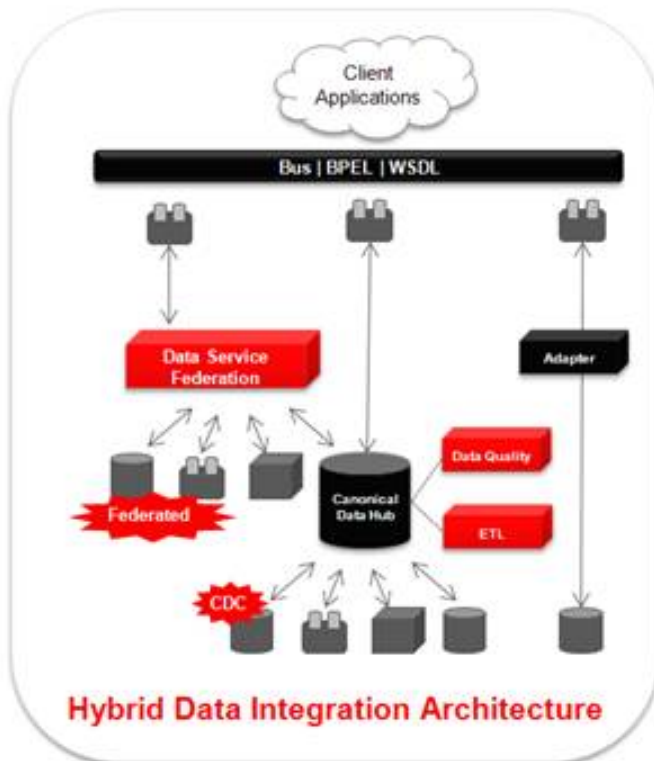 Client
Applications
Bus | BPEL | WSDL
Data Service
Federation
Adapter
Federated
Canonical
Data Hub
Data Quality
ETL
CDC
Hybrid Data Integration Architecture